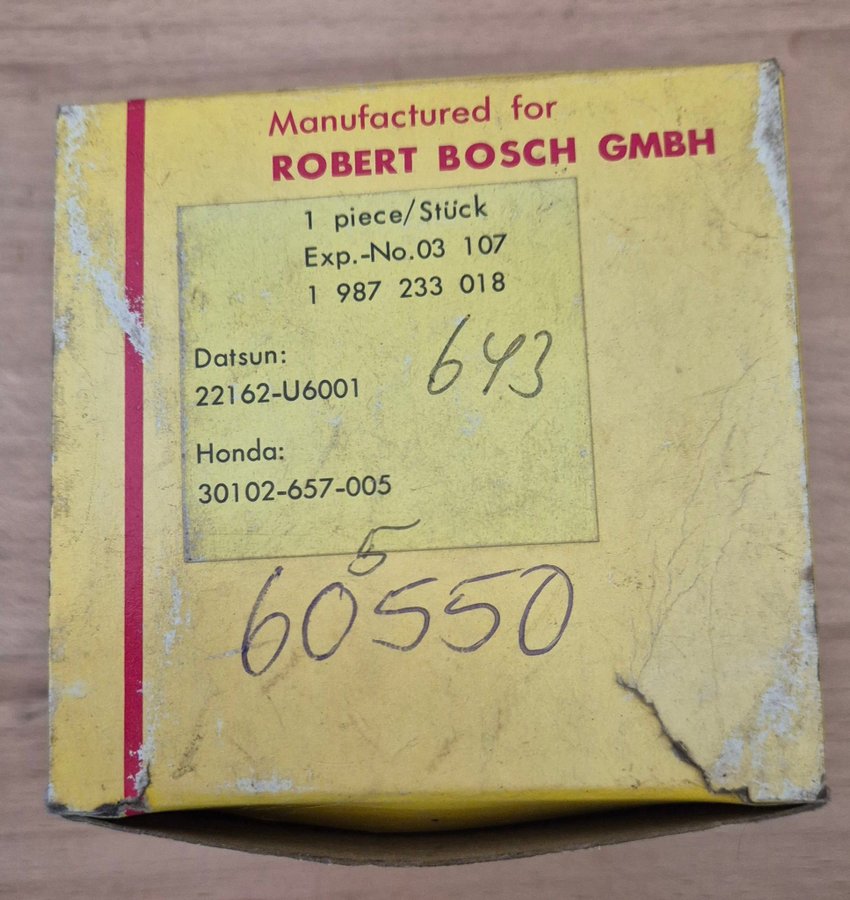 Manufactured for
ROBERT BOSCH GMBH
1 piece/Stück
Exp.-No.03 107
1 987 233 018
643
Datsun:
22162-U6001
Honda:
30102-657-005
5
60550